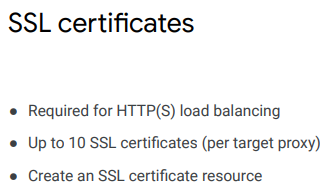 SSL certificates
● Required for HTTP(S) load balancing
● Up to 10 SSL certificates (per target proxy)
● Create an SSL certificate resource